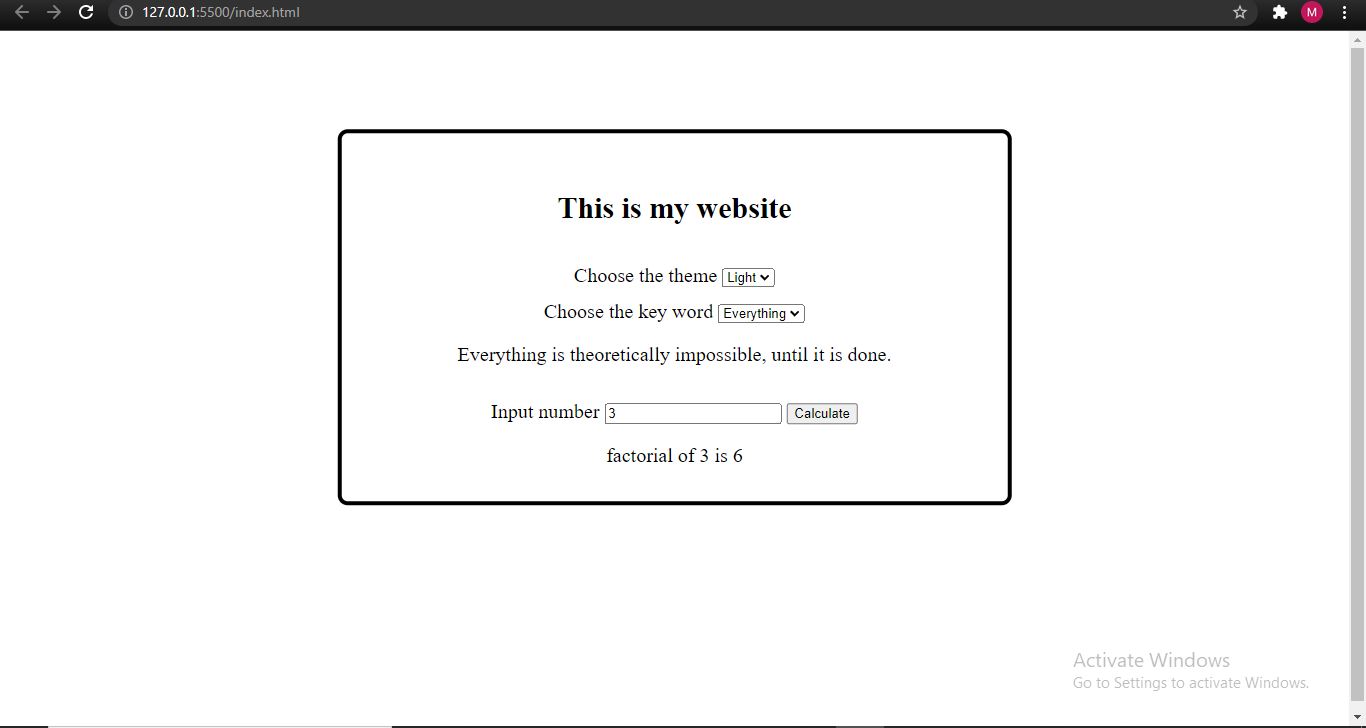 127.0.0.1:5500/index.html
M
This is my website
Choose the theme Light
Choose the key word Everything
Everything is theoretically impossible, until it is done.
Input number 3 Calculate
factorial of 3 is 6
Activate Windows
Go to Settings to activate Windows.